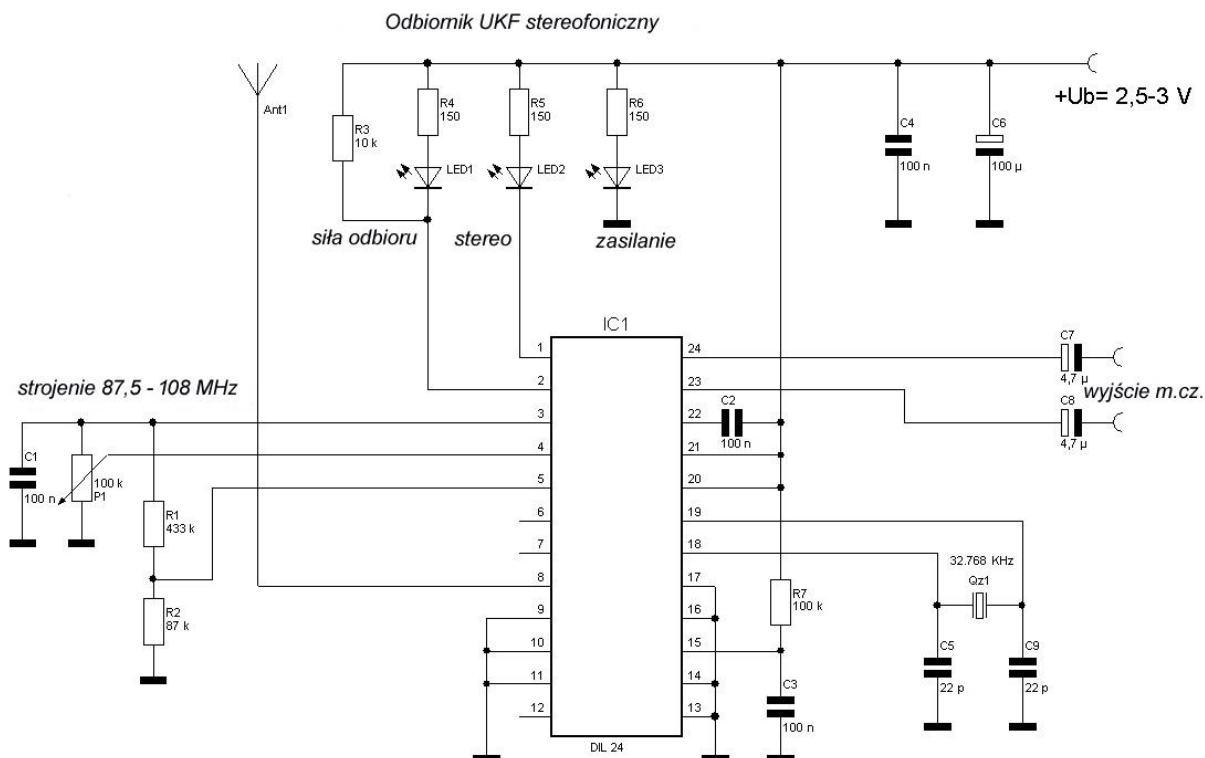 Odbiornik UKF stereofoniczny
Ant1
R3
10 k
R4
150
R5
150
R6
150
LED1
LED2
LED3
C4
100 n
C6
100 µ
+Ub= 2,5-3 V
siła odbioru
stereo
zasilanie
IC1
1
2
3
4
5
6
7
8
9
10
11
12
24
23
22
21
20
19
18
17
16
15
14
13
DIL 24
strojenie 87,5 - 108 MHz
C1
100 n
100 k
P1
R1
433 k
R2
87 k
C2
100 n
C7
4,7 µ
wyjście m.cz.
C8
4,7 µ
R7
100 k
C3
100 n
32.768 KHz
Qz1
C5
22 p
C9
22 p